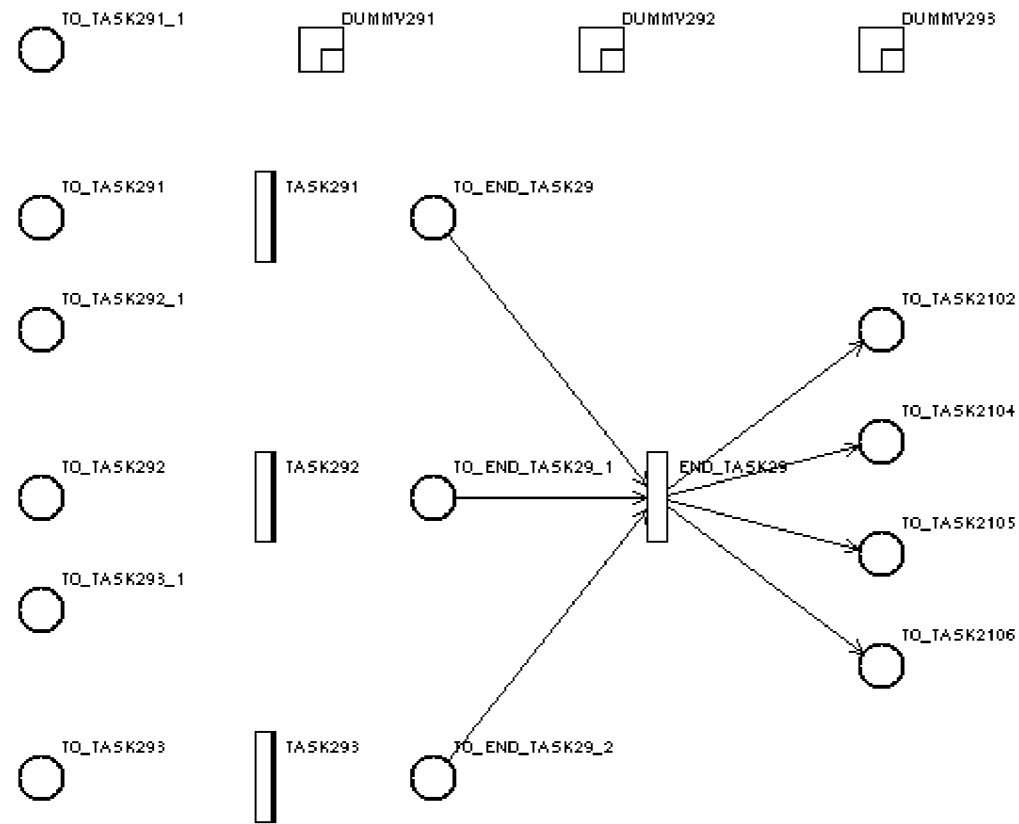 TO_TASK291_1
DUMMY291
DUMMY292
DUMMY293
TO_TASK291
TASK291
TO_END_TASK29
TO_TASK292_1
TO_TASK2102
TO_TASK2104
TO_TASK292
TASK292
TO_END_TASK29_1
END_TASK29
TO_TASK2105
TO_TASK293_1
TO_TASK2106
TO_TASK293
TASK293
TO_END_TASK29_2